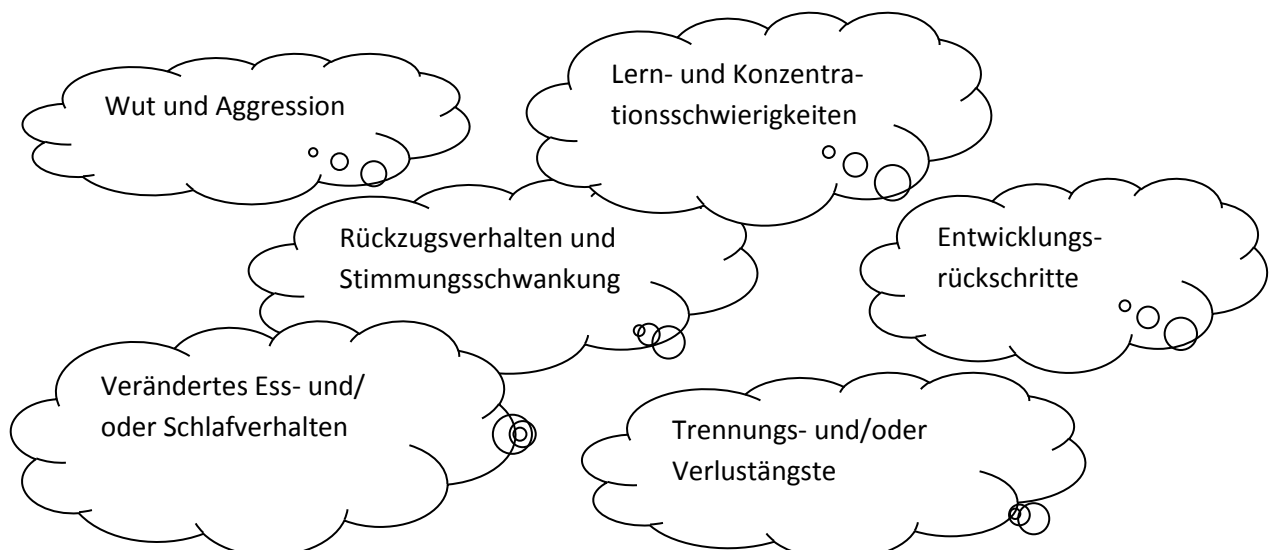 Wut und Aggression
Lern- und Konzentra-
tionsschwierigkeiten
Rückzugsverhalten und
Stimmungsschwankung
Entwicklungs-
rückschritte
Verändertes Ess- und/
oder Schlafverhalten
Trennungs- und/oder
Verlustängste